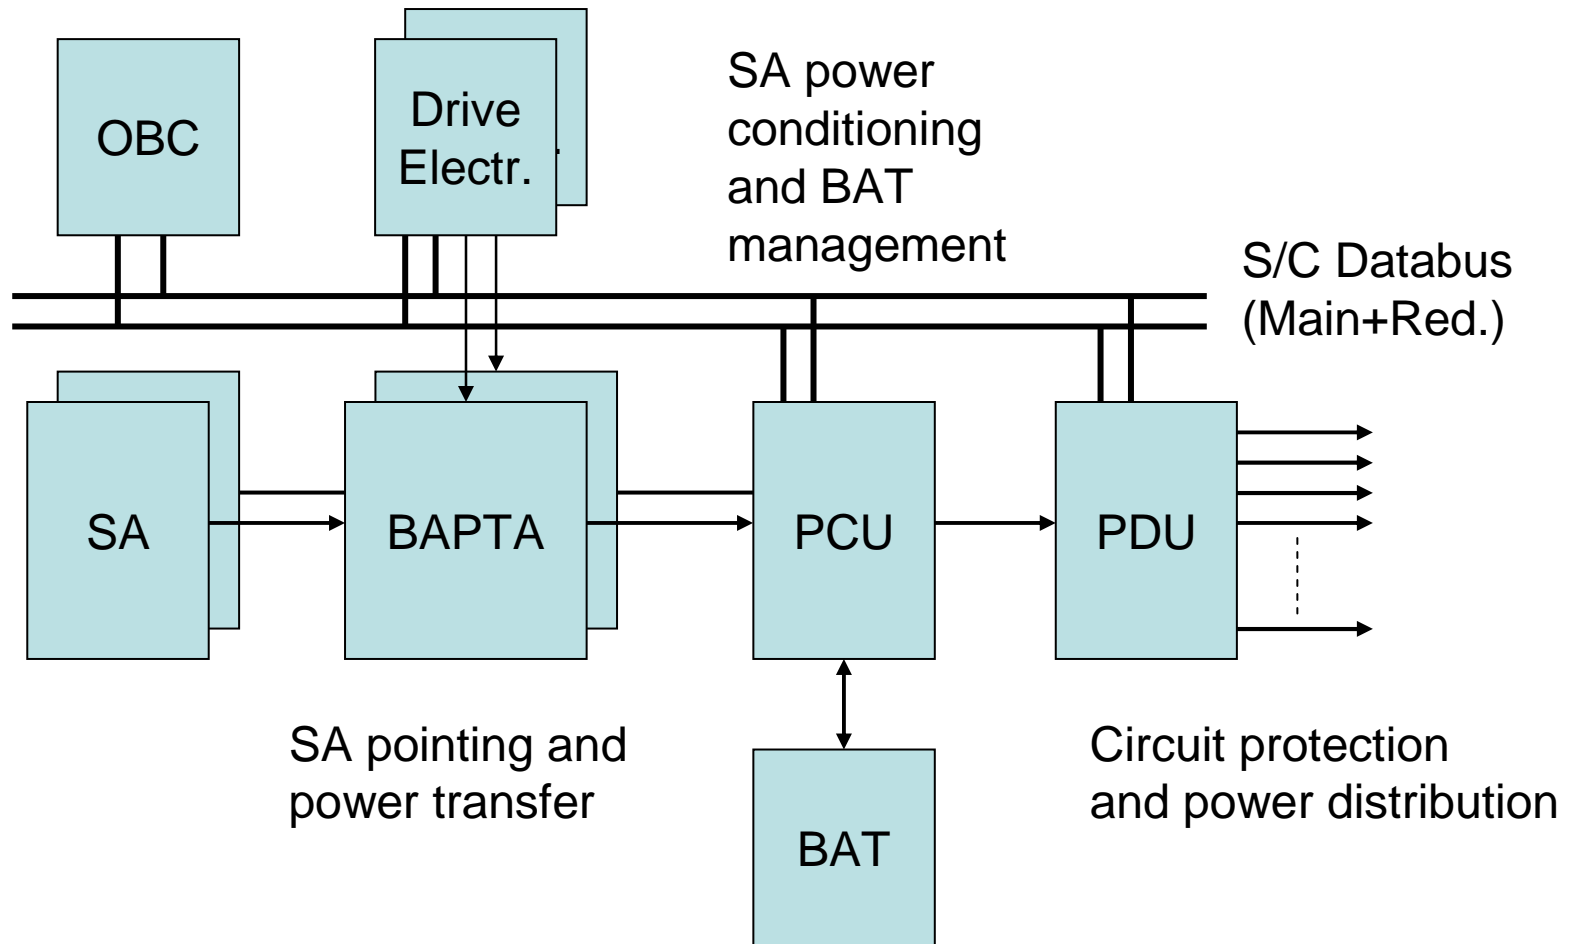 OBC
Drive
Electr.
SA power
conditioning
and BAT
management
S/C Databus
(Main+Red.)
SA
BAPTA
PCU
PDU
SA pointing and
power transfer
BAT
Circuit protection
and power distribution